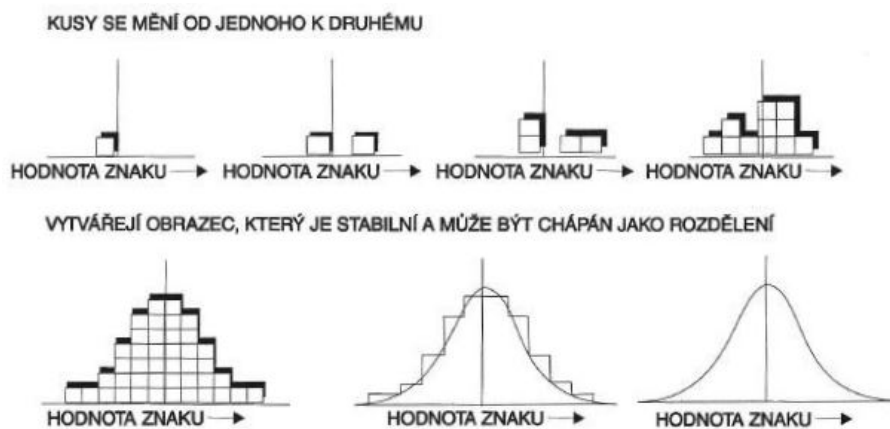 KUSY SE MĚNÍ OD JEDNOHO K DRUHÉMU
HODNOTA ZNAKU
HODNOTA ZNAKU
HODNOTA ZNAKU
HODNOTA ZNAKU
VYTVÁŘEJÍ OBRAZEC, KTERÝ JE STABILNÍ A MŮŽE BÝT CHÁPÁN JAKO ROZDĚLENÍ
HODNOTA ZNAKU
HODNOTA ZNAKU
HODNOTA ZNAKU